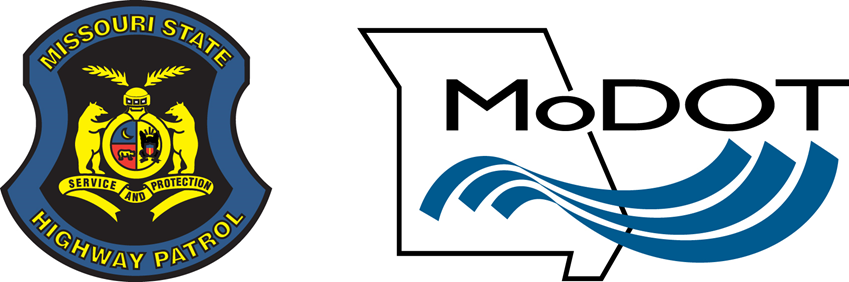 MISSOURI STATE
SERVICE AND PROTECTION
HIGHWAY PATROL
MoDOT